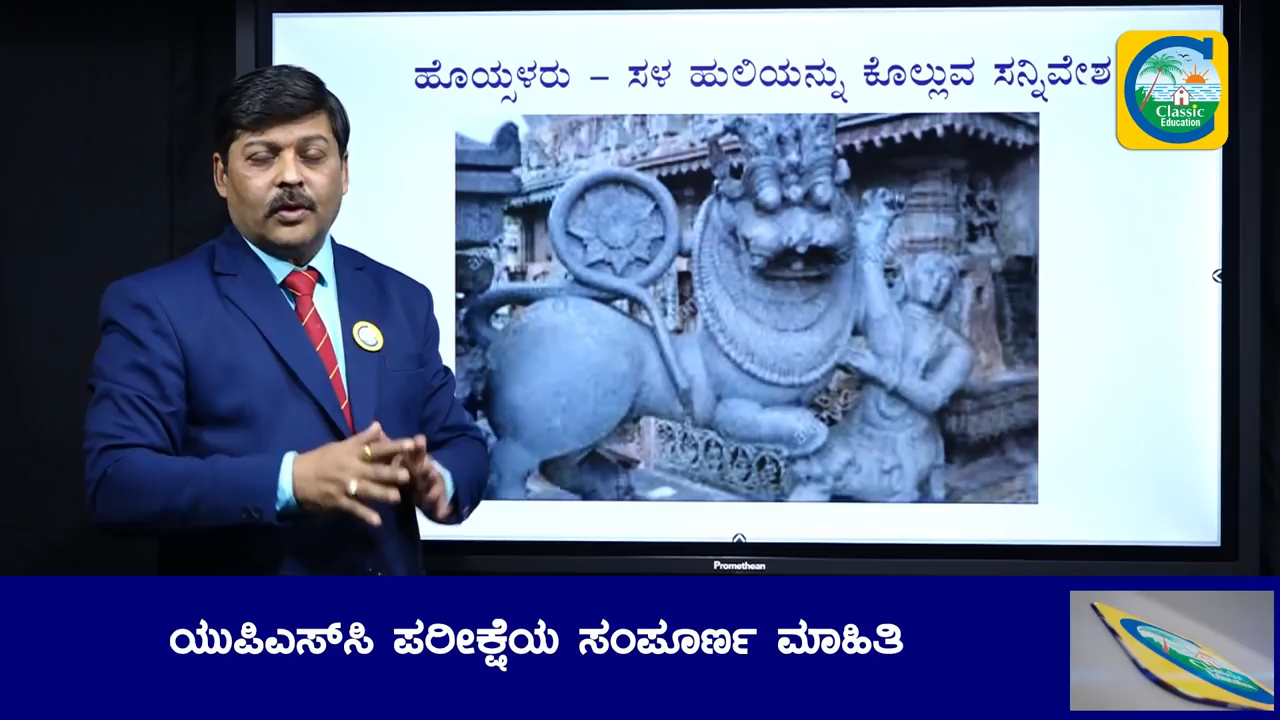 ಹೊಯ್ಸಳರು – ಸಳ ಹುಲಿಯನ್ನು ಕೊಲ್ಲುವ ಸನ್ನಿವೇಶ
Classic
Education
Promethean
ಯುಪಿಎಸ್‌ಸಿ ಪರೀಕ್ಷೆಯ ಸಂಪೂರ್ಣ ಮಾಹಿತಿ